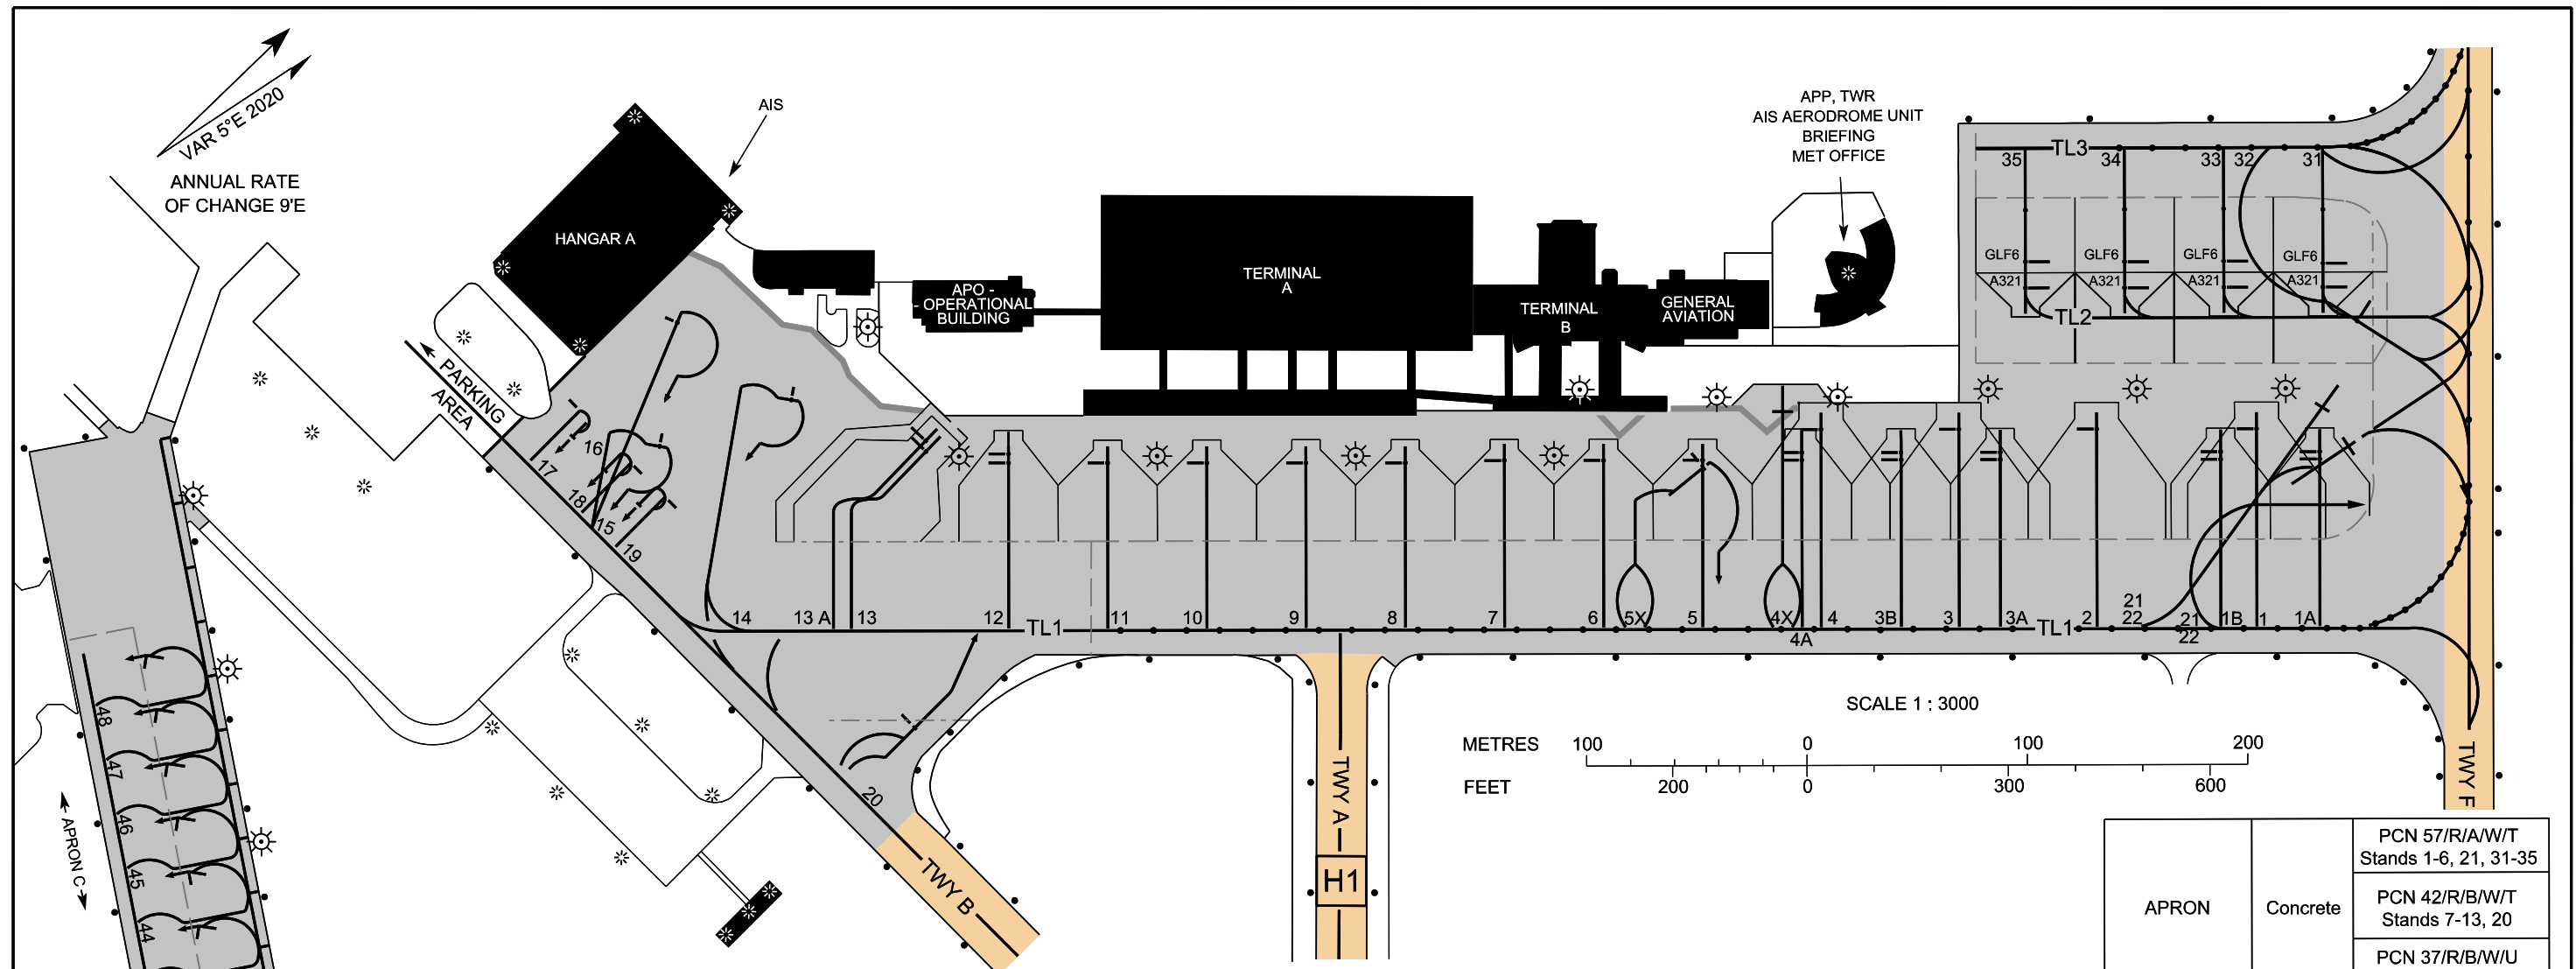 VAR 5°E 2020
ANNUAL RATE
OF CHANGE 9'E
AIS
HANGAR A
APO -
- OPERATIONAL
BUILDING
TERMINAL
A
TERMINAL
B
GENERAL
AVIATION
APP, TWR
AIS AERODROME UNIT
BRIEFING
MET OFFICE
35
TL3
34
33
32
31
GLF6
GLF6
GLF6
GLF6
A321
A321
A321
A321
TL2
PARKING
AREA
17
16
18
15
19
14
13 A
13
12
TL1
11
10
9
8
7
6
5X
5
4X
4A
4
3B
3
3A
TL1
2
21
22
21
22
1B
1
1A
20
TWY B
TWY A
H1
TWY F
48
47
46
45
44
APRON C
SCALE 1 : 3000
METRES 100 0 100 200
FEET 200 0 300 600
APRON
Concrete
PCN 57/R/A/W/T
Stands 1-6, 21, 31-35
PCN 42/R/B/W/T
Stands 7-13, 20
PCN 37/R/B/W/U